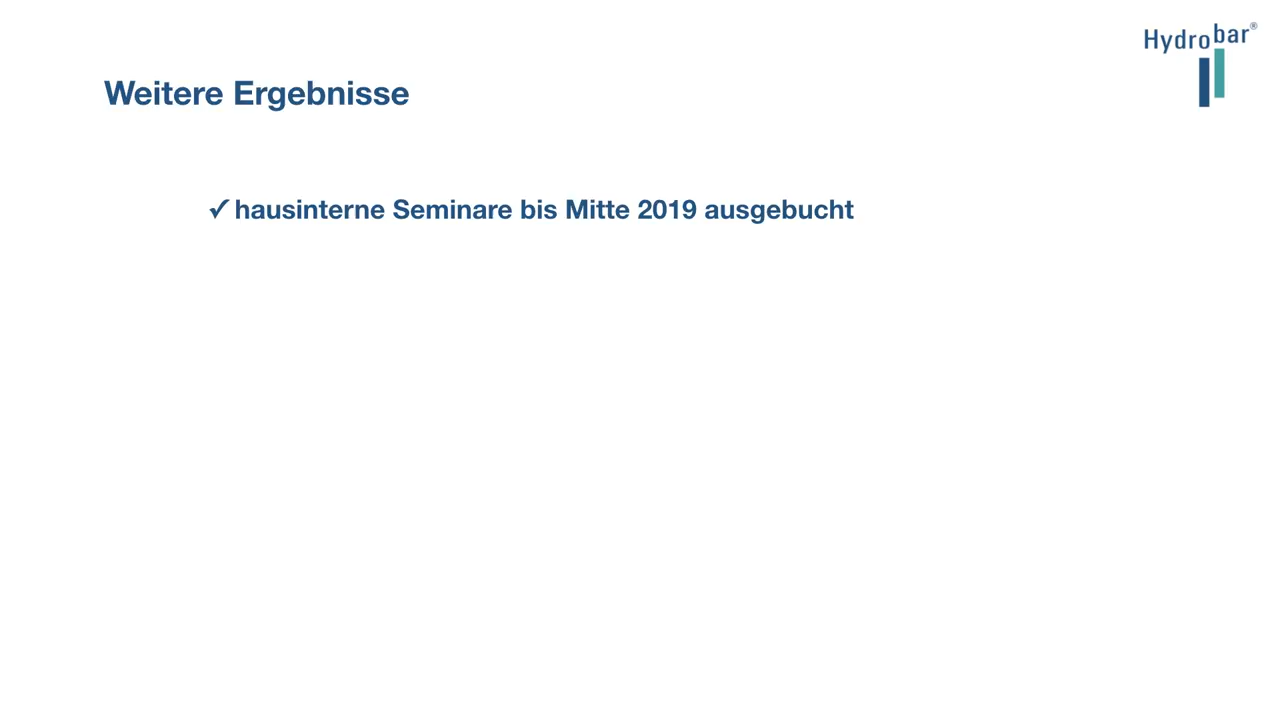 Hydrobar®
Weitere Ergebnisse
✓ hausinterne Seminare bis Mitte 2019 ausgebucht